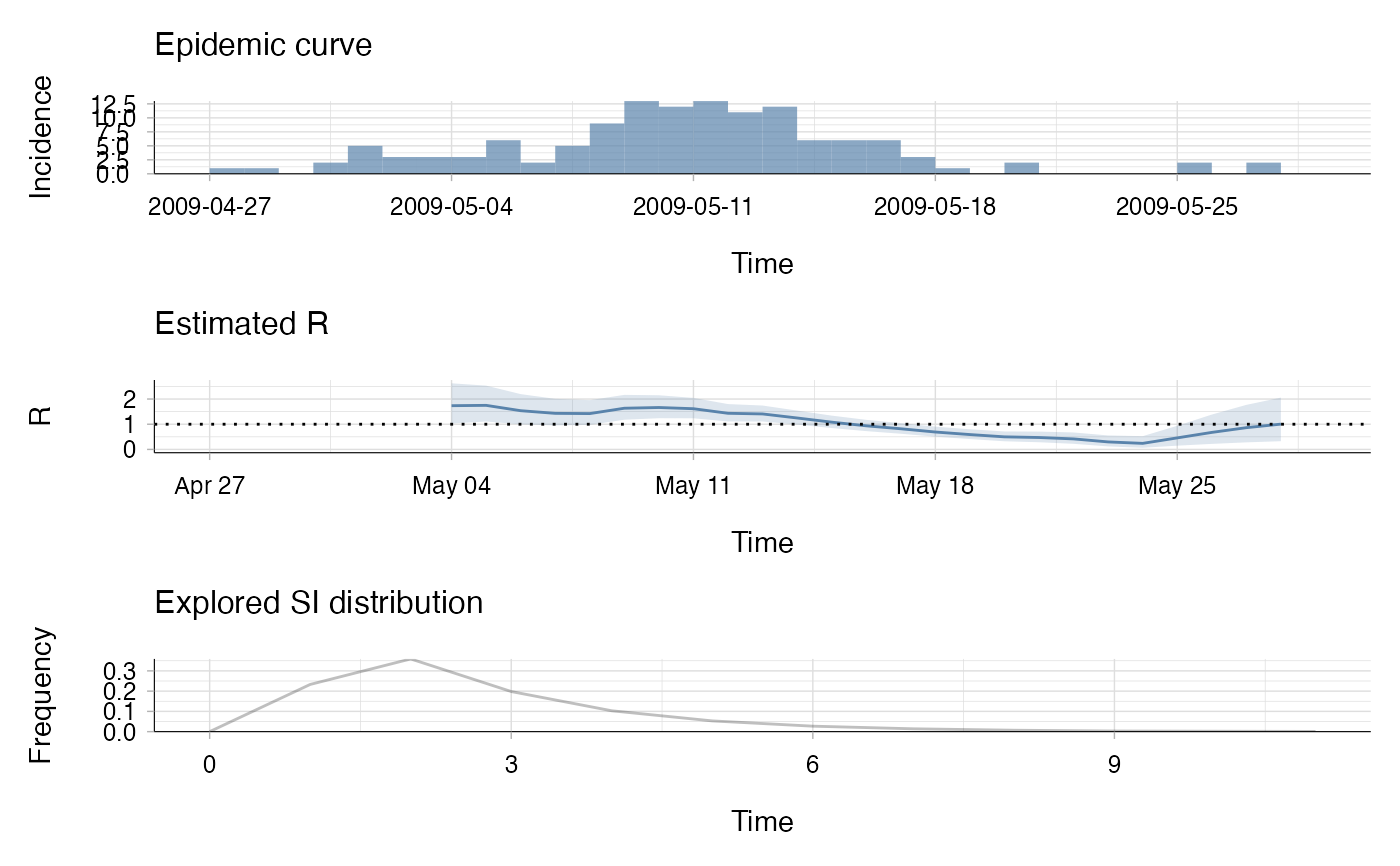 Epidemic curve
Incidence
12.5
10.0
7.5
5.0
2.5
0.0
2009-04-27 2009-05-04 2009-05-11 2009-05-18 2009-05-25
Time
Estimated R
R
2
1
0
Apr 27 May 04 May 11 May 18 May 25
Time
Explored SI distribution
Frequency
0.3
0.2
0.1
0.0
0 3 6 9
Time